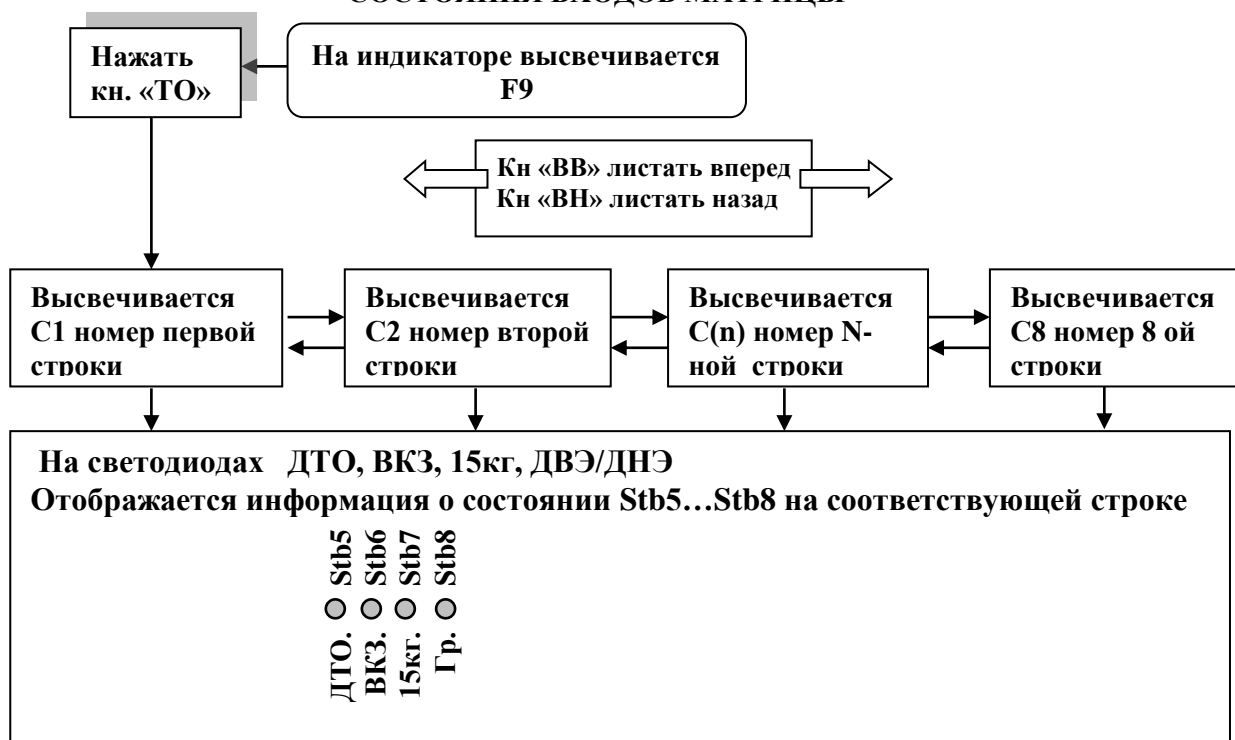 СОСТОЯНИЯ ВХОДОВ МАТРИЦЫ
Нажать
кн. «ТО»
На индикаторе высвечивается
F9
Кн «ВВ» листать вперед
Кн «ВН» листать назад
Высвечивается
С1 номер первой
строки
Высвечивается
С2 номер второй
строки
Высвечивается
С(n) номер N-
ной строки
Высвечивается
С8 номер 8 ой
строки
На светодиодах ДТО, ВКЗ, 15кг, ДВЭ/ДНЭ
Отображается информация о состоянии Stb5…Stb8 на соответствующей строке
ДТО. Stb5
ВКЗ. Stb6
15кг. Stb7
Гр. Stb8